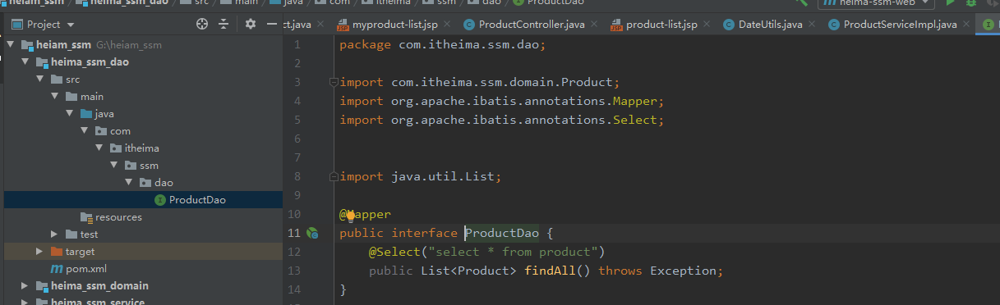 heiam_ssm heima_ssm_dao src main java com itheima ssm dao ProductDao heima-ssm-web
Project
ct.java myproduct-list.jsp ProductController.java product-list.jsp DateUtils.java ProductServiceImpl.java
heiam_ssm G:\heiam_ssm
heima_ssm_dao
src
main
java
com
itheima
ssm
dao
ProductDao
resources
test
target
pom.xml
heima_ssm_domain
heima_ssm_service
1 package com.itheima.ssm.dao;
2
3 import com.itheima.ssm.domain.Product;
4 import org.apache.ibatis.annotations.Mapper;
5 import org.apache.ibatis.annotations.Select;
6
7
8 import java.util.List;
9
10 @Mapper
11 public interface ProductDao {
12 @Select("select * from product")
13 public List<Product> findAll() throws Exception;
14 }